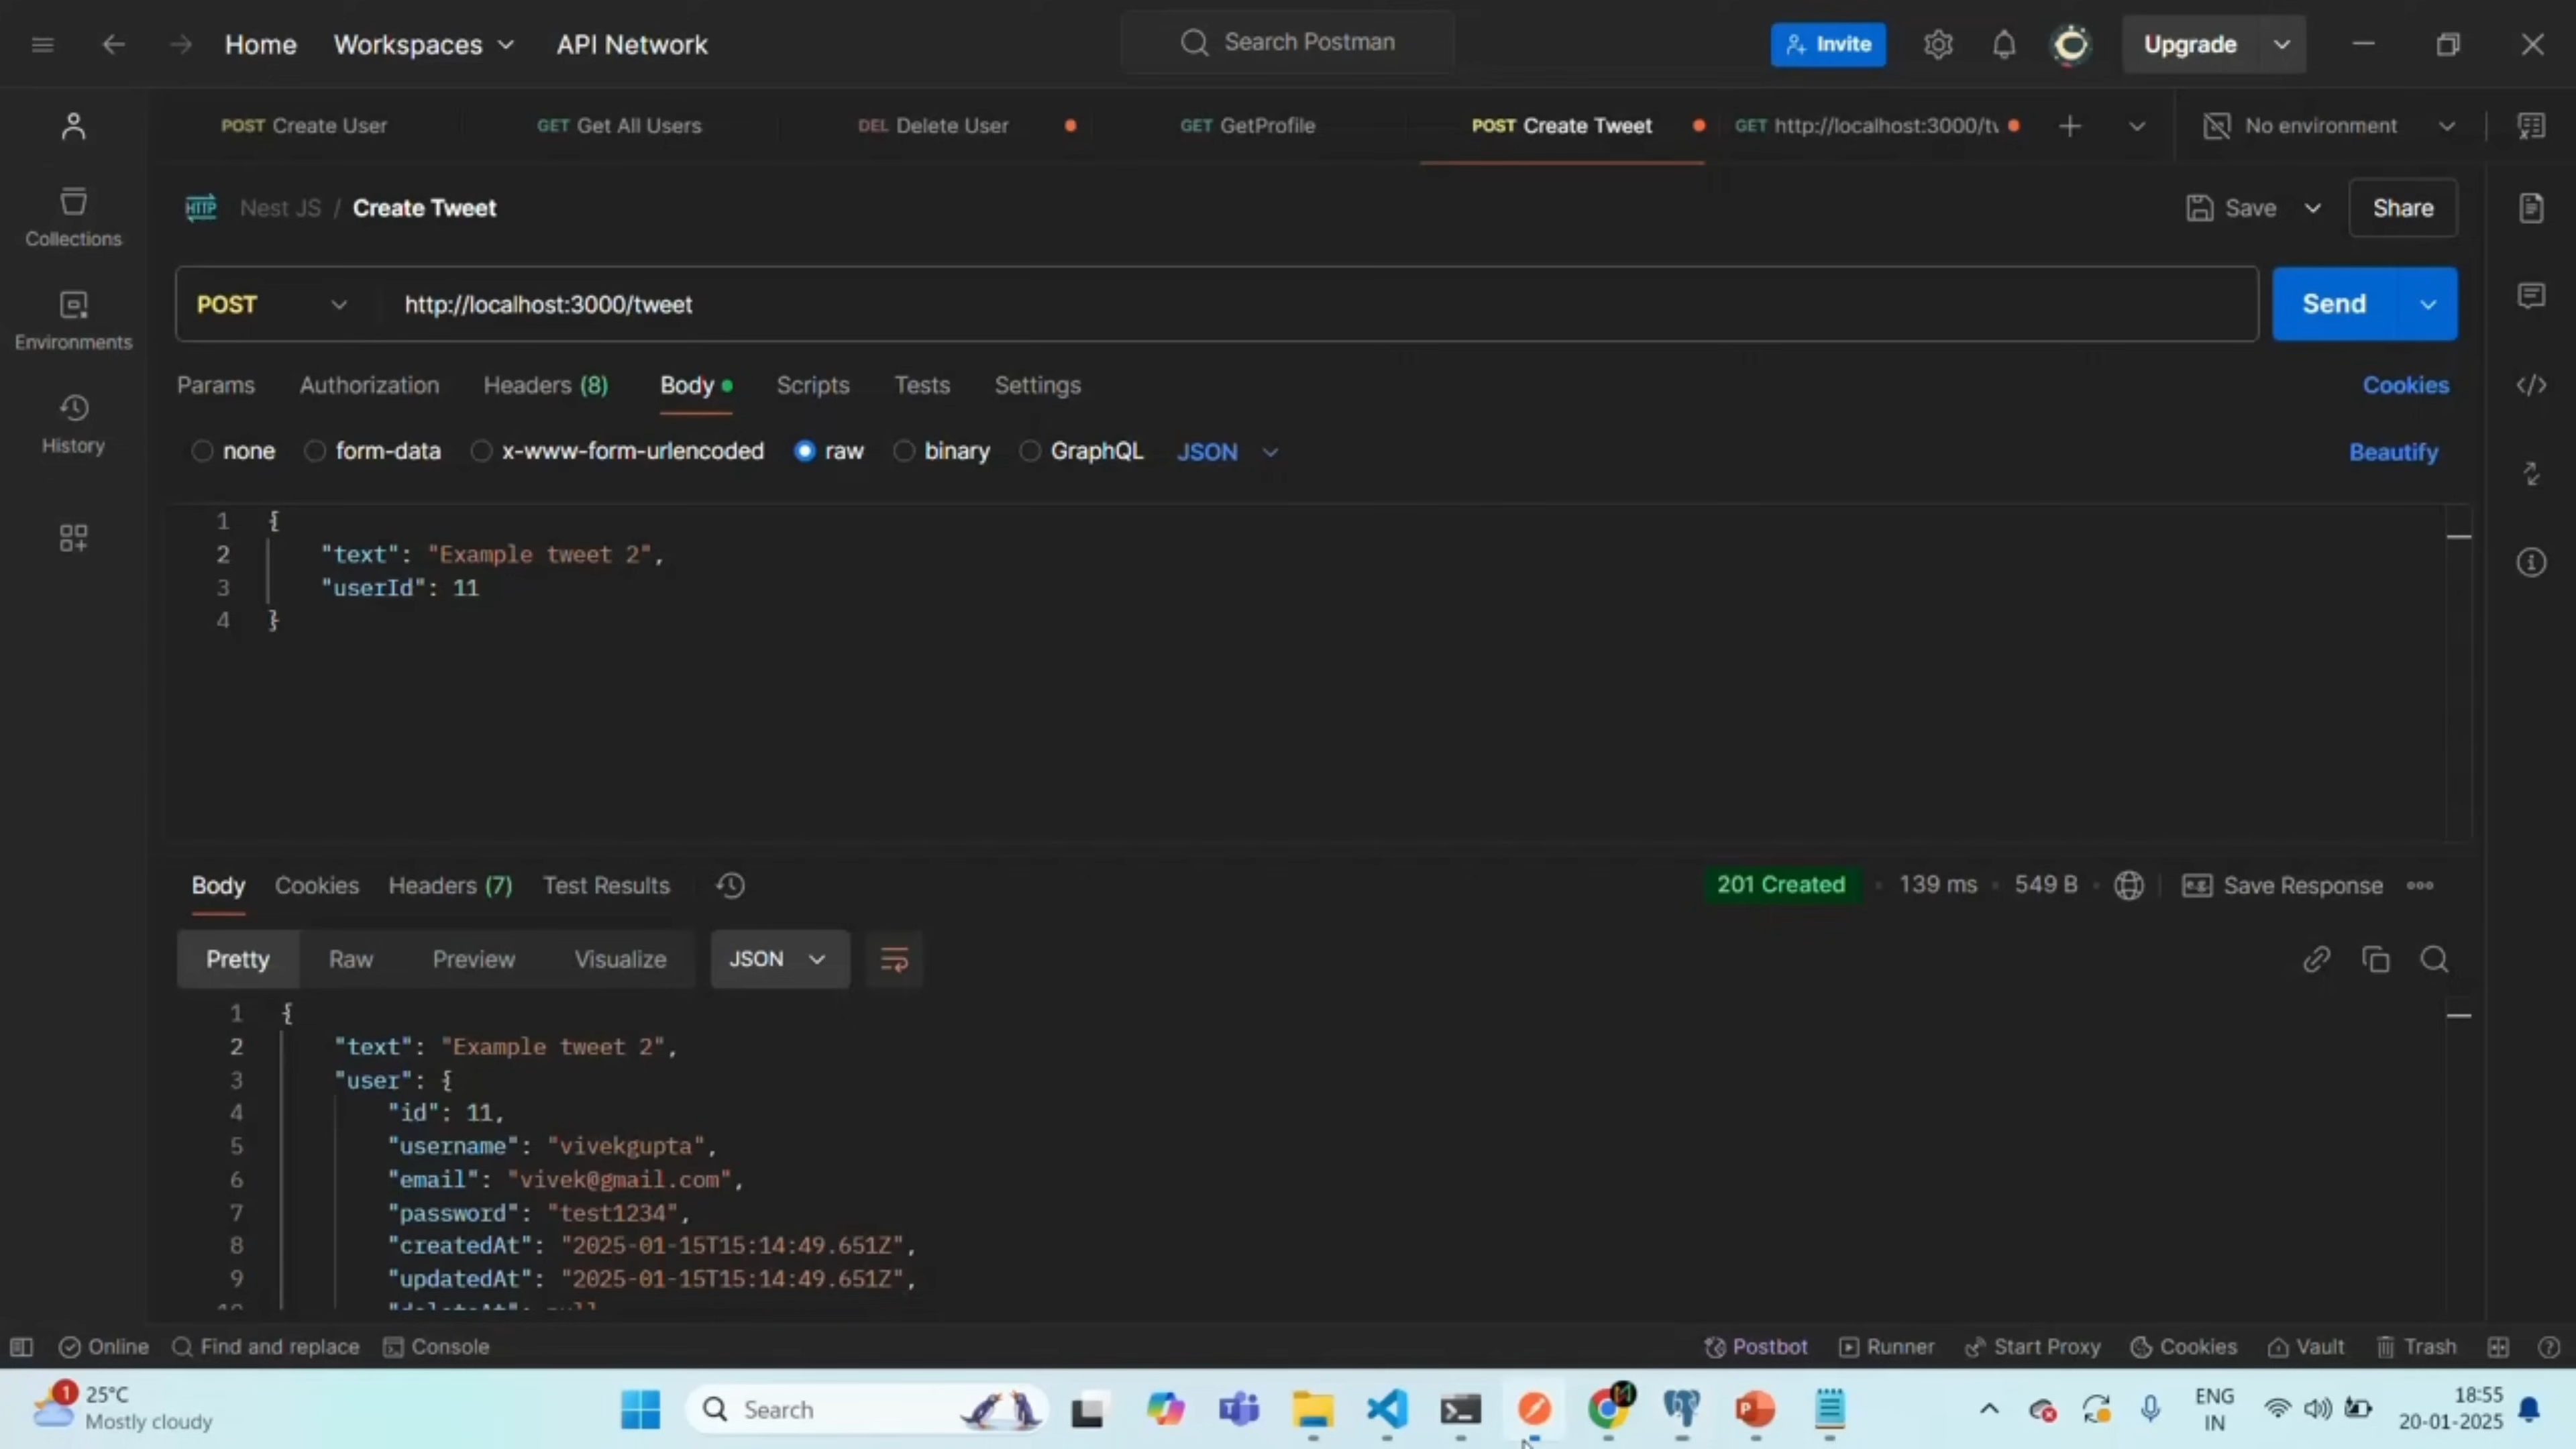 Home Workspaces API Network Search Postman Invite Upgrade
POST Create User GET Get All Users DEL Delete User GET GetProfile POST Create Tweet GET http://localhost:3000/tv No environment
HTTP Nest JS / Create Tweet Save Share
Collections
POST http://localhost:3000/tweet Send
Environments
Params Authorization Headers (8) Body Scripts Tests Settings Cookies
History
none form-data x-www-form-urlencoded raw binary GraphQL JSON Beautify
1 {
2 "text": "Example tweet 2",
3 "userId": 11
4 }
Body Cookies Headers (7) Test Results 201 Created 139 ms 549 B e.g. Save Response
Pretty Raw Preview Visualize JSON
1 {
2 "text": "Example tweet 2",
3 "user": {
4 "id": 11,
5 "username": "vivekgupta",
6 "email": "vivek@gmail.com",
7 "password": "test1234",
8 "createdAt": "2025-01-15T15:14:49.651Z",
9 "updatedAt": "2025-01-15T15:14:49.651Z",
Online Find and replace Console Postbot Runner Start Proxy Cookies Vault Trash
1 25°C
Mostly cloudy
Search
ENG
IN
18:55
20-01-2025